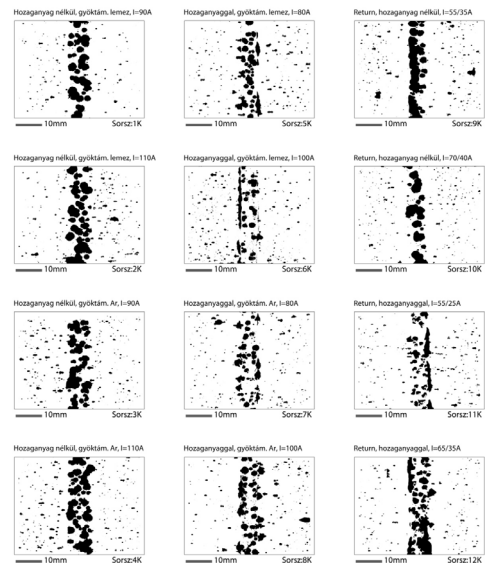 Hozaganyag nélkül, gyöktám. lemez, I=90A
Hozaganyaggal, gyöktám. lemez, I=80A
Return, hozaganyag nélkül, I=55/35A
10mm Sorsz:1K
10mm Sorsz:5K
10mm Sorsz:9K
Hozaganyag nélkül, gyöktám. lemez, I=110A
Hozaganyaggal, gyöktám. lemez, I=100A
Return, hozaganyag nélkül, I=70/40A
10mm Sorsz:2K
10mm Sorsz:6K
10mm Sorsz:10K
Hozaganyag nélkül, gyöktám. Ar, I=90A
Hozaganyaggal, gyöktám. Ar, I=80A
Return, hozaganyaggal, I=55/25A
10mm Sorsz:3K
10mm Sorsz:7K
10mm Sorsz:11K
Hozaganyag nélkül, gyöktám. Ar, I=110A
Hozaganyaggal, gyöktám. Ar, I=100A
Return, hozaganyaggal, I=65/35A
10mm Sorsz:4K
10mm Sorsz:8K
10mm Sorsz:12K